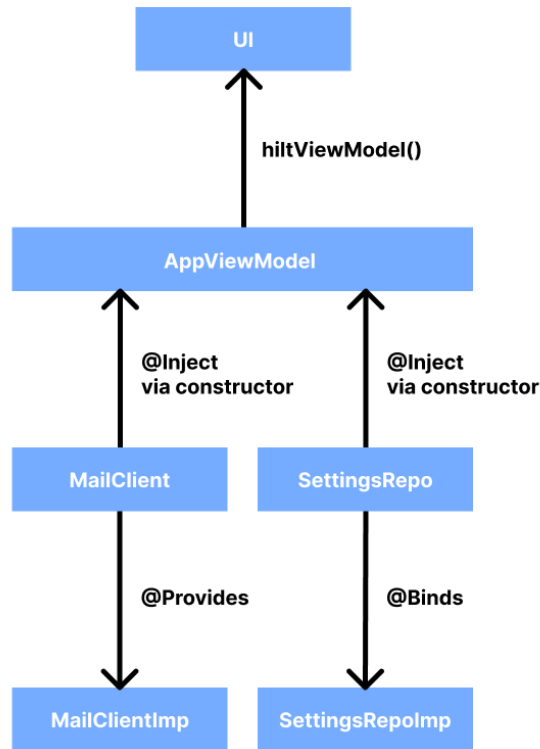 UI
hiltViewModel()
AppViewModel
@Inject
via constructor
@Inject
via constructor
MailClient
SettingsRepo
@Provides
@Binds
MailClientImp
SettingsRepoImp